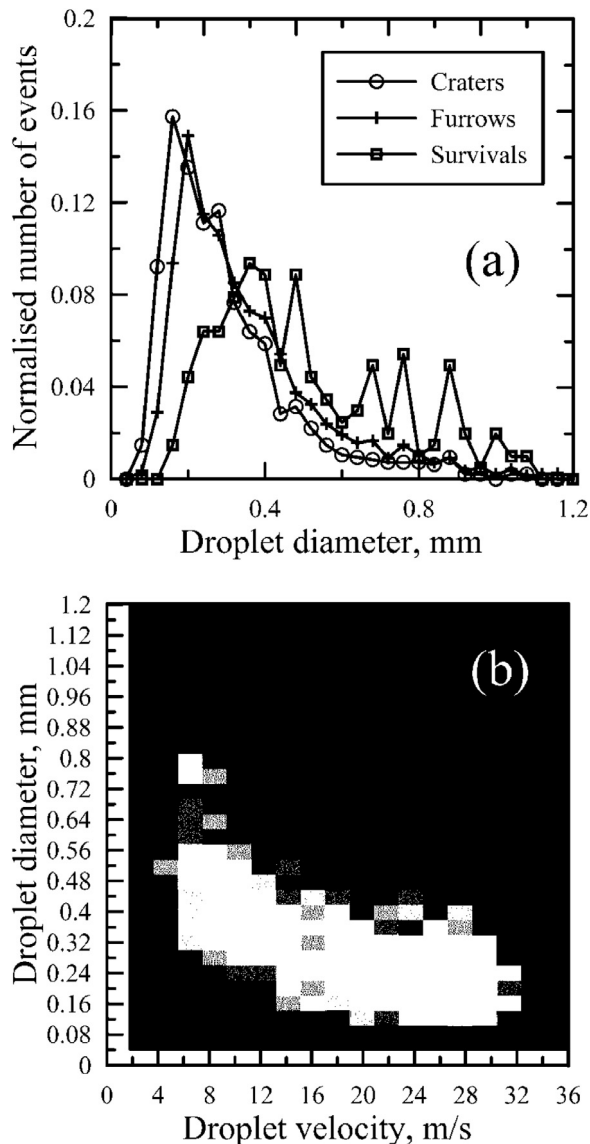 0.2
0.16
0.12
0.08
0.04
0
Normalised number of events
Craters
Furrows
Survivals
(a)
0 0.4 0.8 1.2
Droplet diameter, mm
1.2
1.12
1.04
0.96
0.88
0.8
0.72
0.64
0.56
0.48
0.4
0.32
0.24
0.16
0.08
0
Droplet diameter, mm
(b)
0 4 8 12 16 20 24 28 32 36
Droplet velocity, m/s